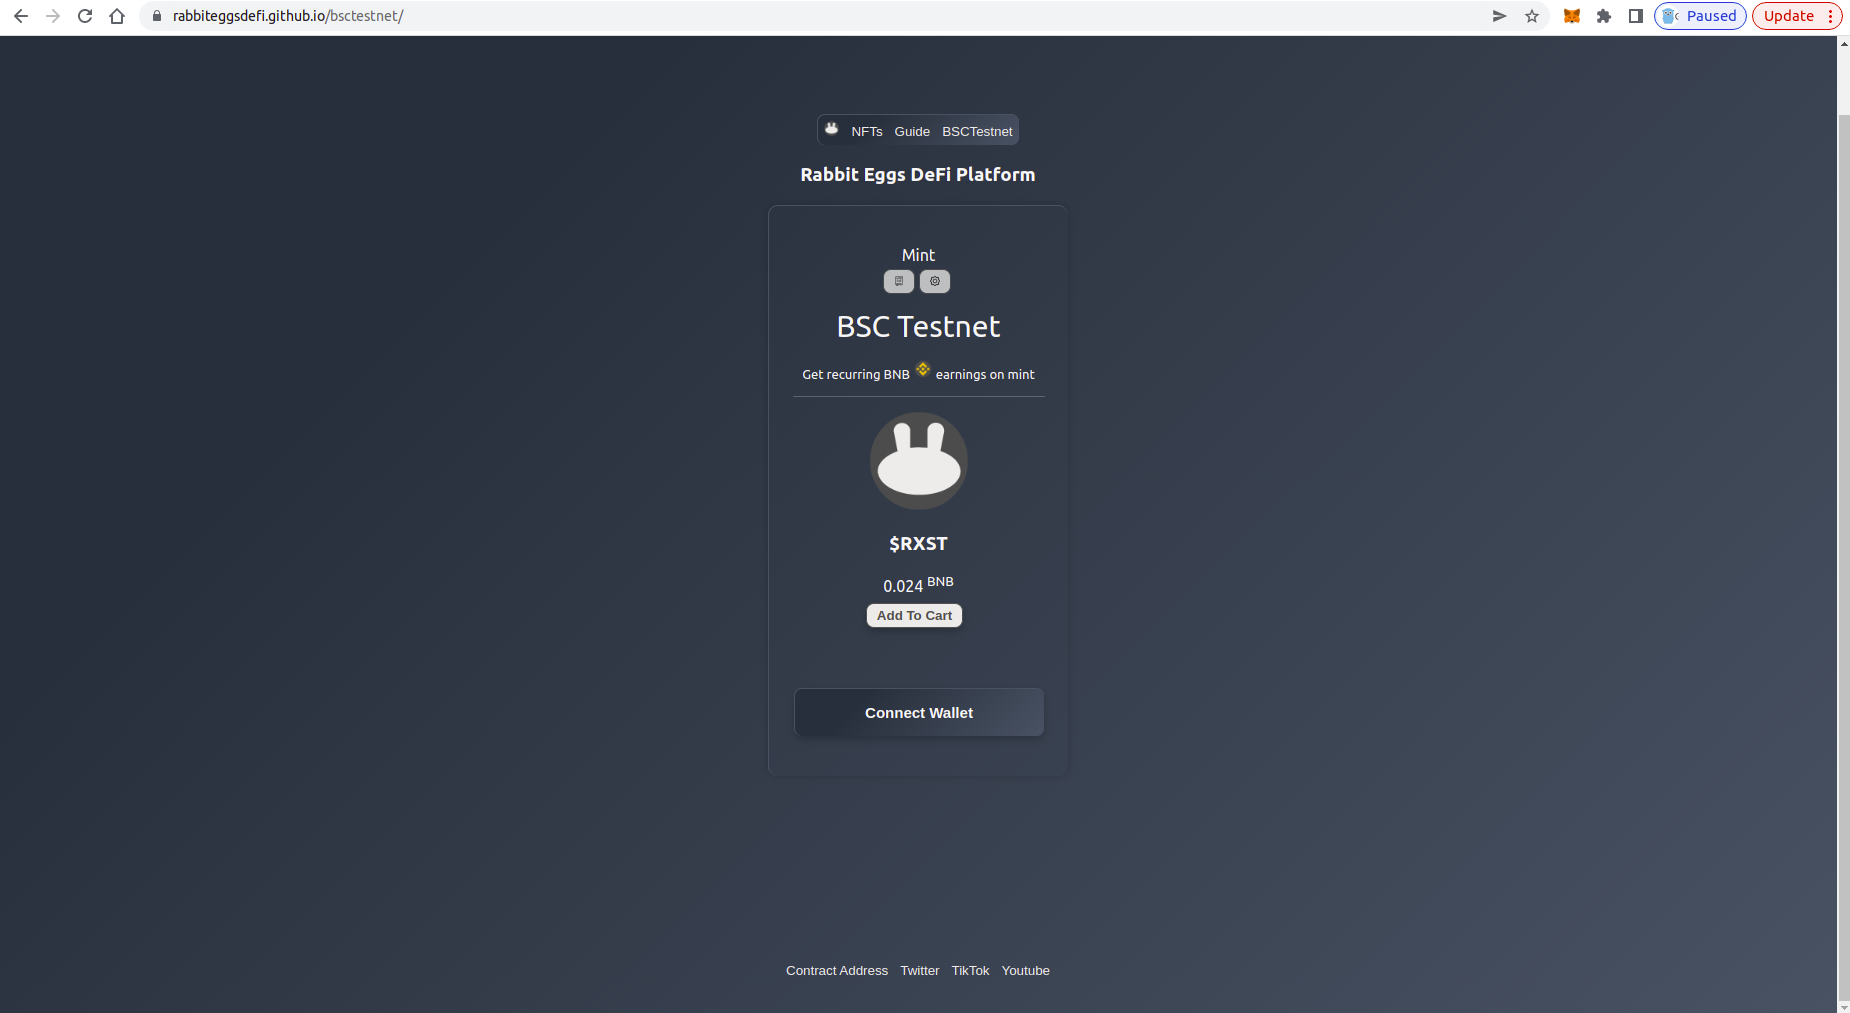 rabbiteggsdefi.github.io/bsctestnet/
Paused
Update
NFTs Guide BSCTestnet
Rabbit Eggs DeFi Platform
Mint
BSC Testnet
Get recurring BNB earnings on mint
$RXST
0.024 BNB
Add To Cart
Connect Wallet
Contract Address Twitter TikTok Youtube